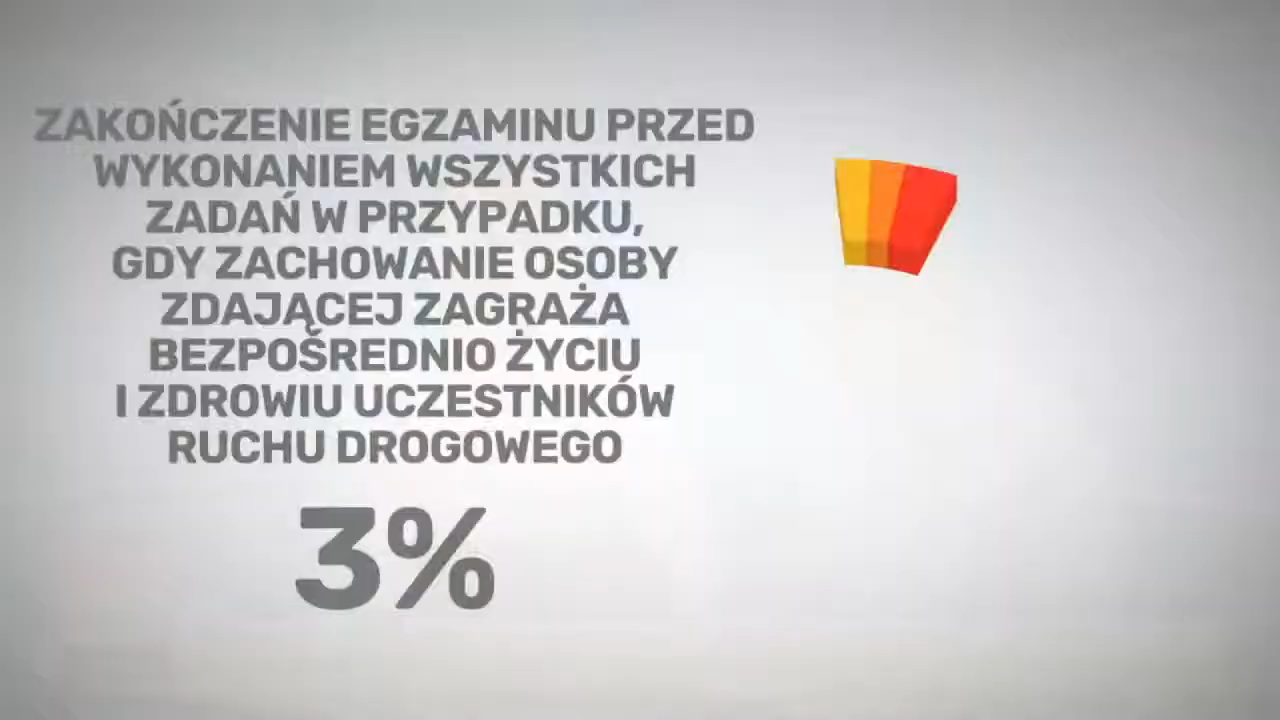 ZAKOŃCZENIE EGZAMINU PRZED
WYKONANIEM WSZYSTKICH
ZADAŃ W PRZYPADKU,
GDY ZACHOWANIE OSOBY
ZDAJĄCEJ ZAGRAŻA
BEZPOŚREDNIO ŻYCIU
I ZDROWIU UCZESTNIKÓW
RUCHU DROGOWEGO
3%